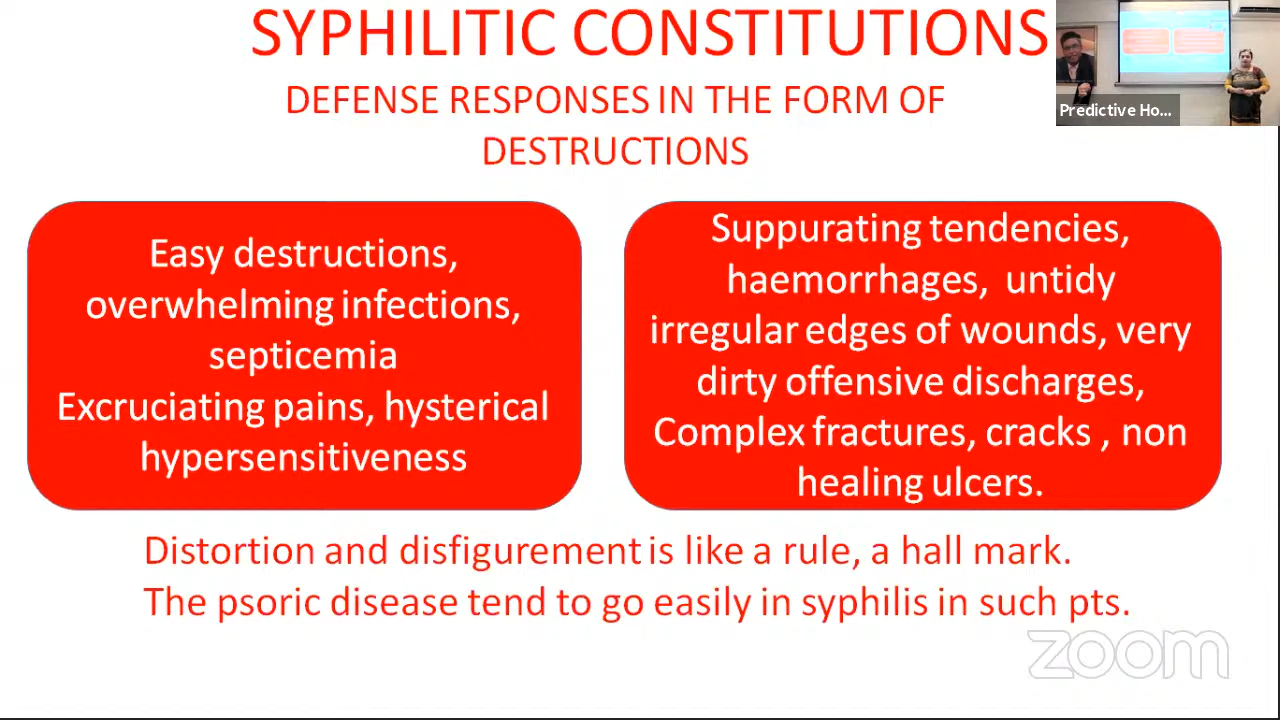 SYPHILITIC CONSTITUTIONS
DEFENSE RESPONSES IN THE FORM OF
DESTRUCTIONS
Easy destructions,
overwhelming infections,
septicemia
Excruciating pains, hysterical
hypersensitiveness
Suppurating tendencies,
haemorrhages, untidy
irregular edges of wounds, very
dirty offensive discharges,
Complex fractures, cracks , non
healing ulcers.
Distortion and disfigurement is like a rule, a hall mark.
The psoric disease tend to go easily in syphilis in such pts.
Predictive Ho...
zoom